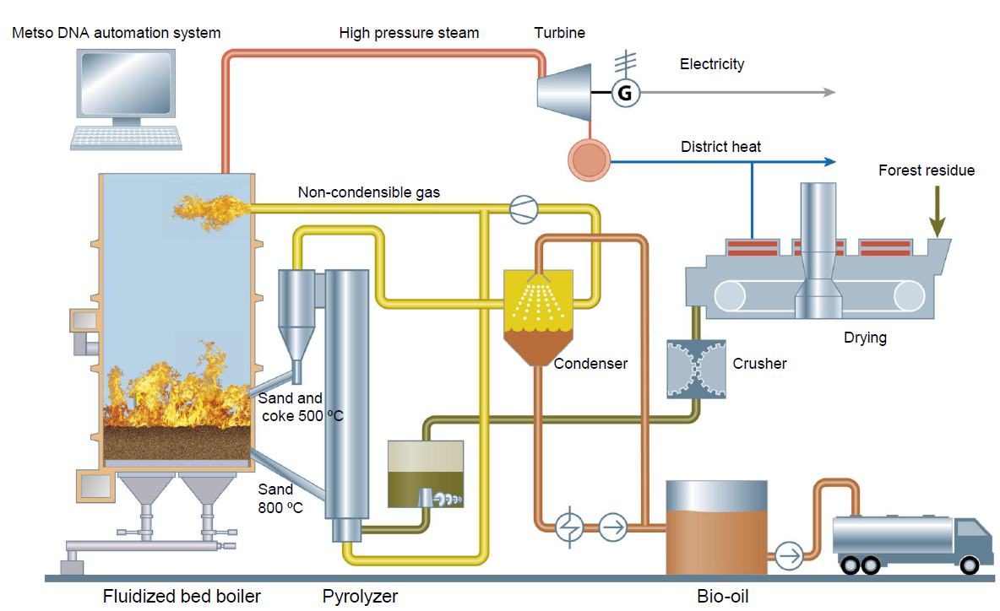 Metso DNA automation system
High pressure steam
Turbine
Electricity
G
District heat
Forest residue
Non-condensible gas
Drying
Condenser
Crusher
Sand and
coke 500 ºC
Sand
800 ºC
Fluidized bed boiler
Pyrolyzer
Bio-oil